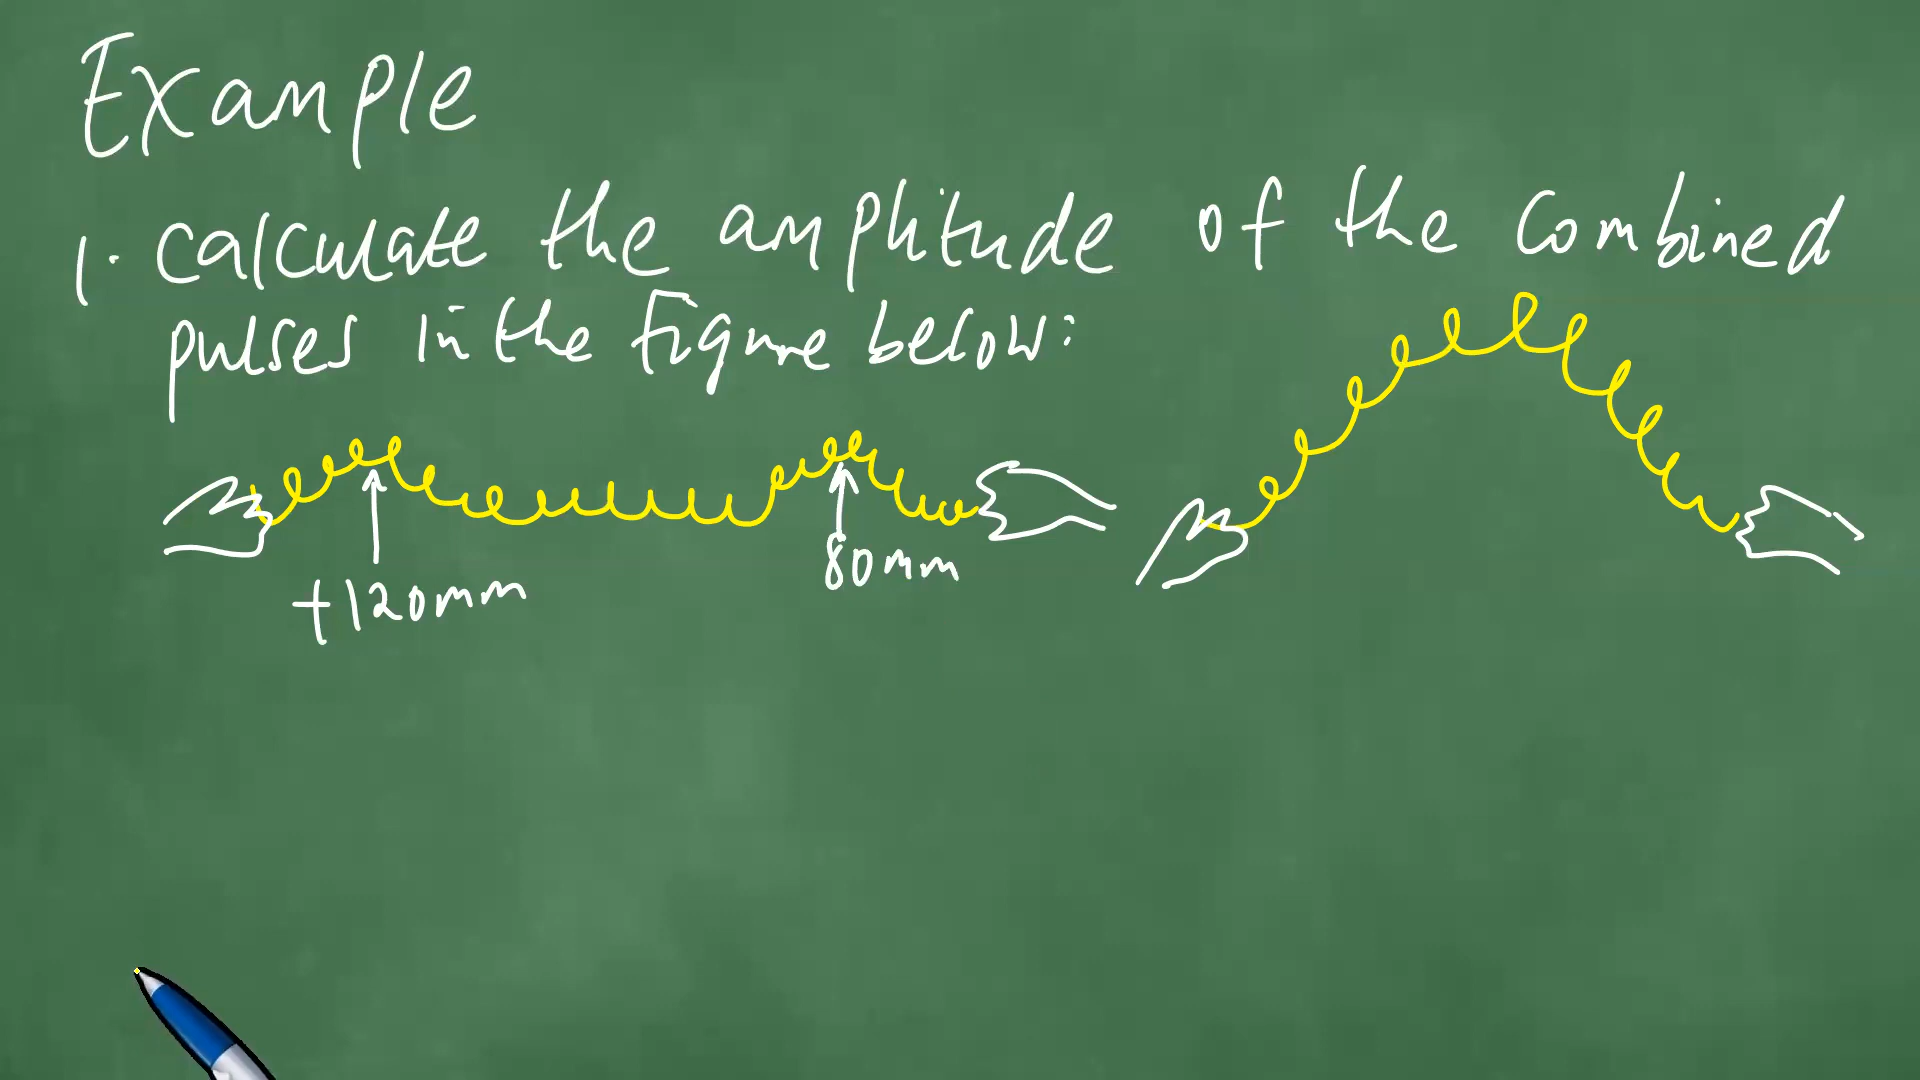 Example
1. calculate the amplitude of the combined
pulses in the figure below:
+120mm
80mm